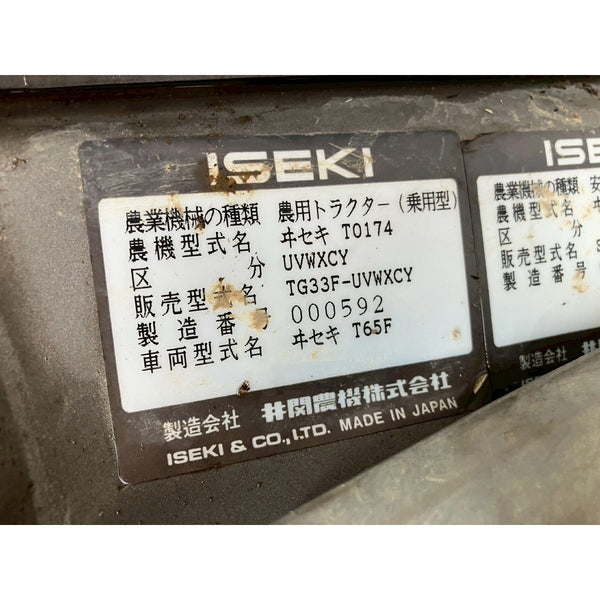 ISEKI
農業機械の種類 農用トラクター(乗用型)
農機型式名 ヰセキ T0174
区分 UVWXCY
販売型式名 TG33F-UVWXCY
製造番号 000592
車両型式名 ヰセキ T65F
製造会社 井関農機株式会社
ISEKI & CO., LTD. MADE IN JAPAN
ISE
農業機械の種類 安
農機型式名
区分
販売型式名
製造番号
製造会社
ISEKI &